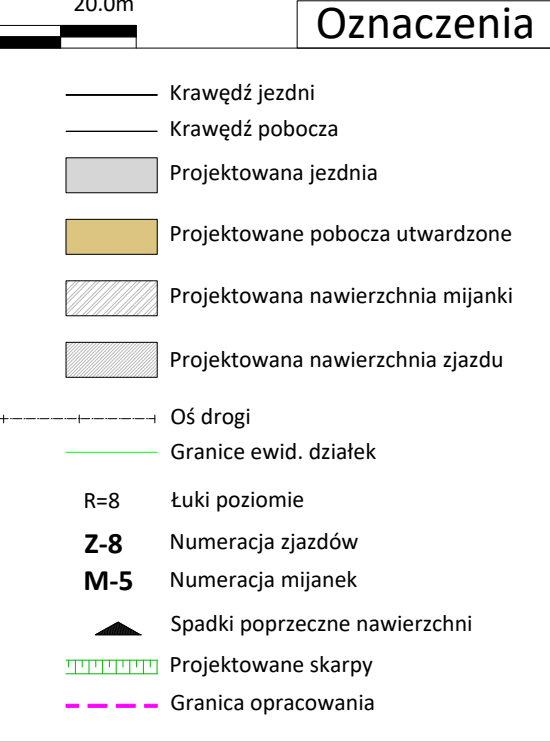 20.0m
Oznaczenia
Krawędź jezdni
Krawędź pobocza
Projektowana jezdnia
Projektowane pobocza utwardzone
Projektowana nawierzchnia mijanki
Projektowana nawierzchnia zjazdu
Oś drogi
Granice ewid. działek
R=8 Łuki poziomie
Z-8 Numeracja zjazdów
M-5 Numeracja mijanek
Spadki poprzeczne nawierzchni
Projektowane skarpy
Granica opracowania